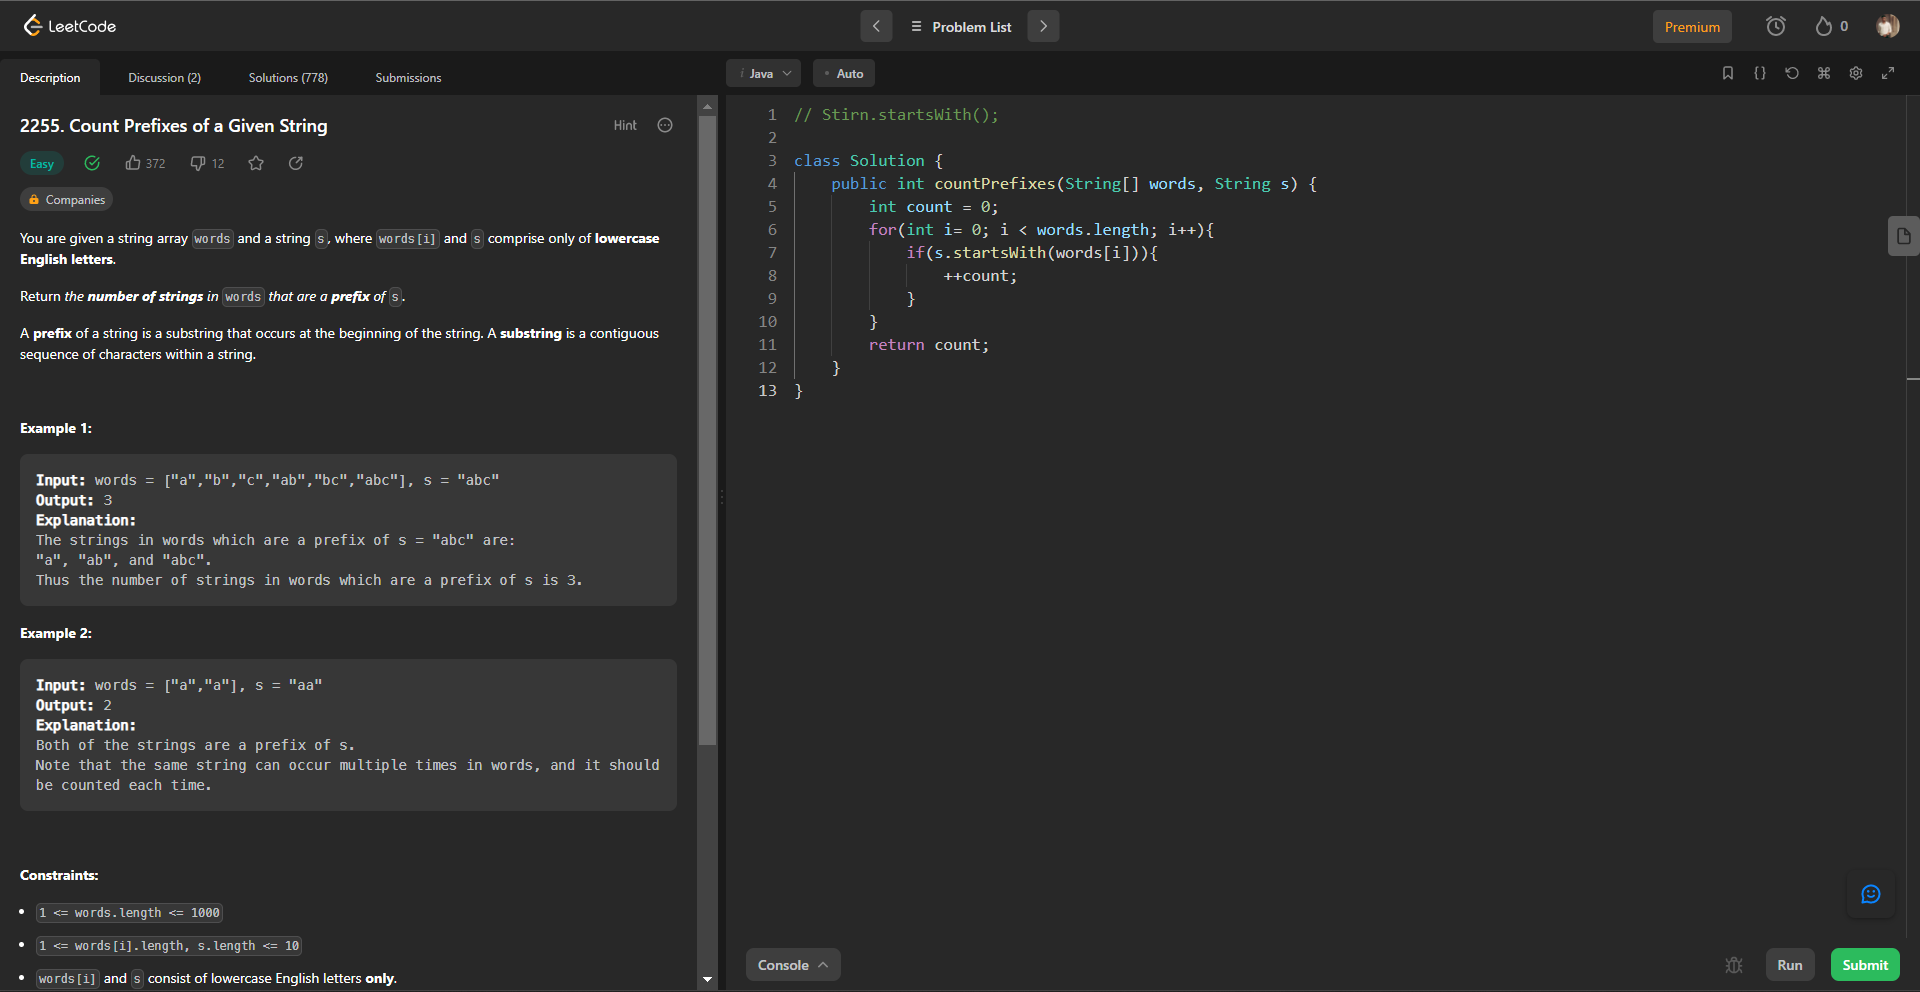 LeetCode
Problem List
Premium
0
Description
Discussion (2)
Solutions (778)
Submissions
2255. Count Prefixes of a Given String
Hint
Easy
372
12
Companies
You are given a string array words and a string s, where words[i] and s comprise only of lowercase
English letters.
Return the number of strings in words that are a prefix of s.
A prefix of a string is a substring that occurs at the beginning of the string. A substring is a contiguous
sequence of characters within a string.
Example 1:
Input: words = ["a","b","c","ab","bc","abc"], s = "abc"
Output: 3
Explanation:
The strings in words which are a prefix of s = "abc" are:
"a", "ab", and "abc".
Thus the number of strings in words which are a prefix of s is 3.
Example 2:
Input: words = ["a","a"], s = "aa"
Output: 2
Explanation:
Both of the strings are a prefix of s.
Note that the same string can occur multiple times in words, and it should
be counted each time.
Constraints:
• 1 <= words.length <= 1000
• 1 <= words[i].length, s.length <= 10
• words[i] and s consist of lowercase English letters only.
i Java
• Auto
1 // Stirn.startsWith();
2
3 class Solution {
4     public int countPrefixes(String[] words, String s) {
5         int count = 0;
6         for(int i= 0; i < words.length; i++){
7             if(s.startsWith(words[i])){
8                 ++count;
9             }
10         }
11         return count;
12     }
13 }
Console
Run
Submit